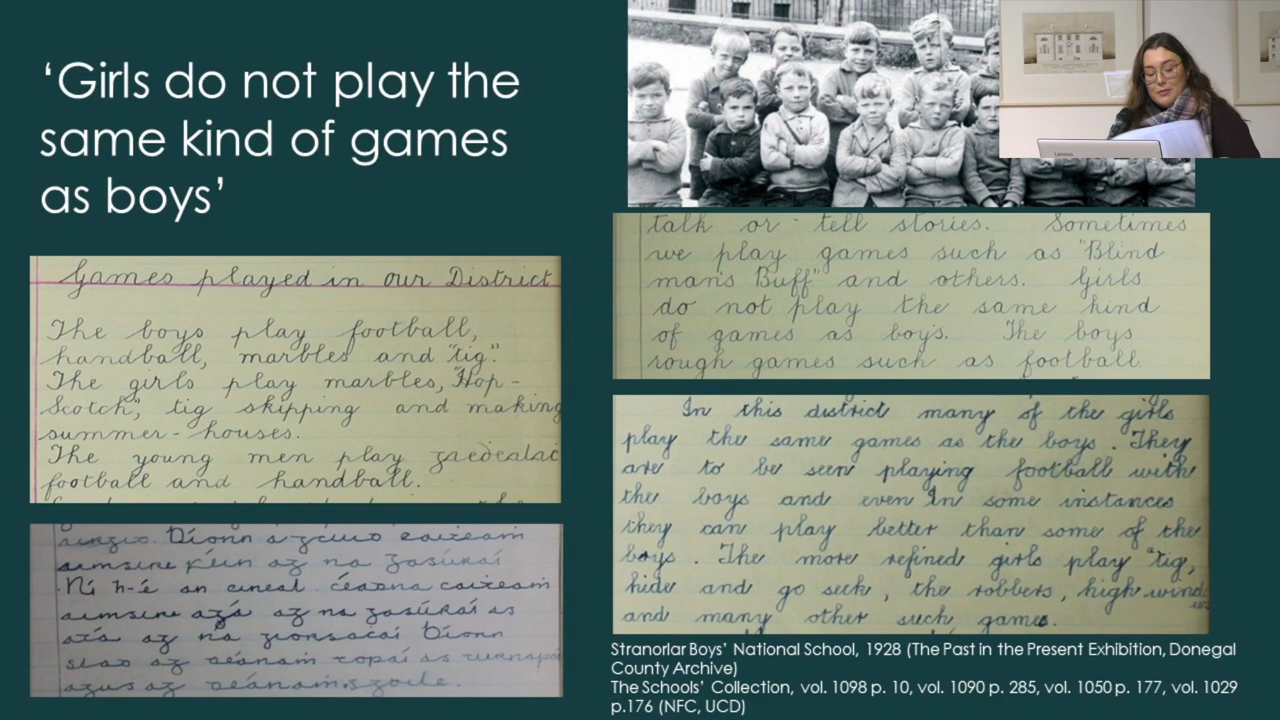 ‘Girls do not play the
same kind of games
as boys’
Games played in our District
The boys play football,
handball, marbles and "tig".
The girls play marbles, "Hop-
Scotch", tig skipping and making
summer-houses.
The young men play gaedealac
football and handball.
aimsire féin ag na gasúraí
Ní h-é an cineál céadna caiṫeaṁ
aimsire atá ag na gasúraí as
atá ag na giorsacaí Bíonn
siad ag déanaṁ
agus ag déanaṁ
talk or tell stories. Sometimes
we play games such as "Blind
man's Buff" and others. Girls
do not play the same kind
of games as boys. The boys
rough games such as football.
In this district many of the girls
play the same games as the boys. They
are to be seen playing football with
the boys and even In some instances
they can play better than some of the
boys. The more refined girls play "tig,
hide and go seek, the robbers, high wind
and many other such games.
Lenovo
Stranorlar Boys’ National School, 1928 (The Past in the Present Exhibition, Donegal
County Archive)
The Schools’ Collection, vol. 1098 p. 10, vol. 1090 p. 285, vol. 1050 p. 177, vol. 1029
p.176 (NFC, UCD)